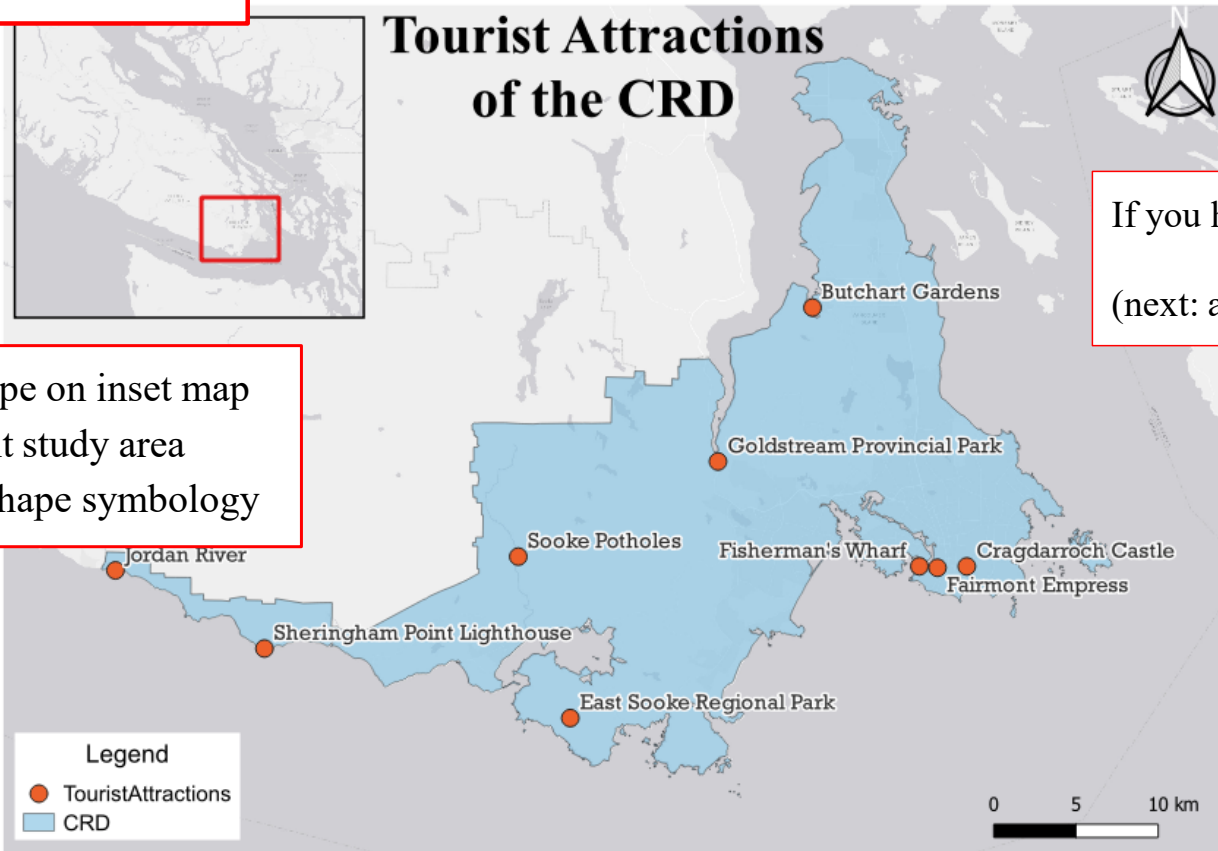 Tourist Attractions
of the CRD
N
If you h
(next: a
Butchart Gardens
pe on inset map
t study area
hape symbology
Goldstream Provincial Park
Jordan River
Sooke Potholes
Fisherman's Wharf
Cragdarroch Castle
Fairmont Empress
Sheringham Point Lighthouse
East Sooke Regional Park
Legend
TouristAttractions
CRD
0 5 10 km